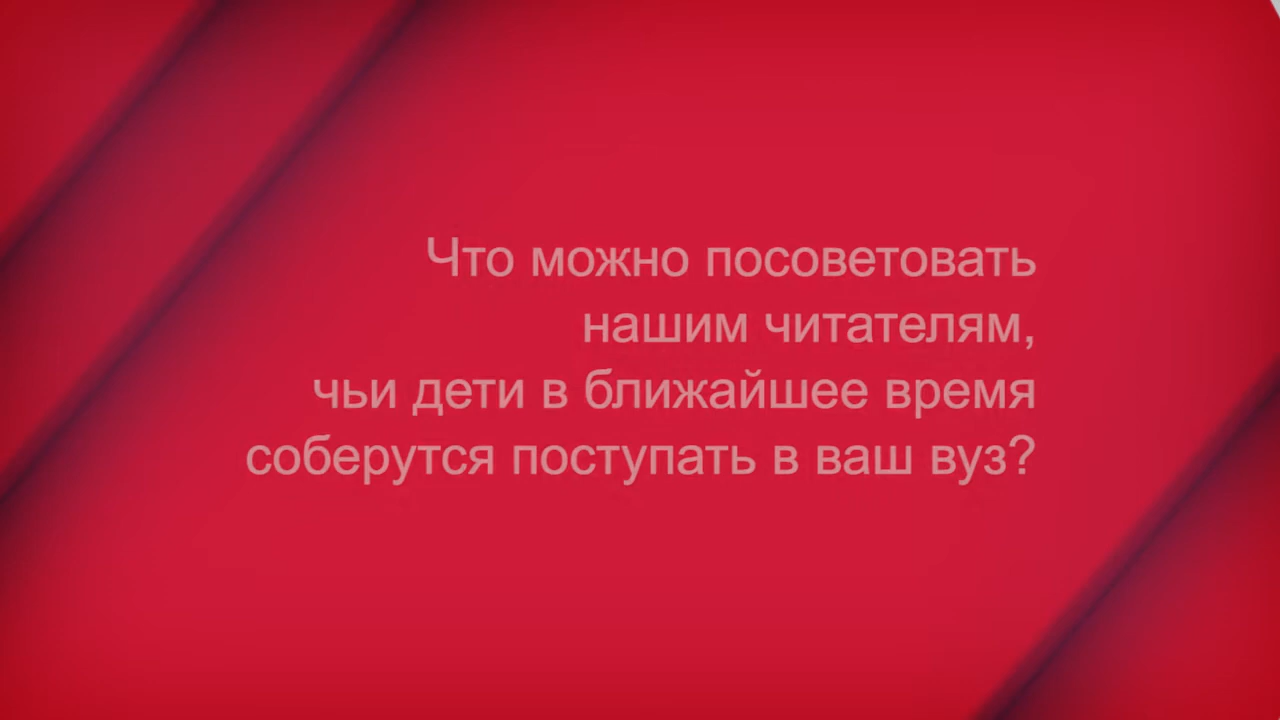 Что можно посоветовать
нашим читателям,
чьи дети в ближайшее время
соберутся поступать в ваш вуз?